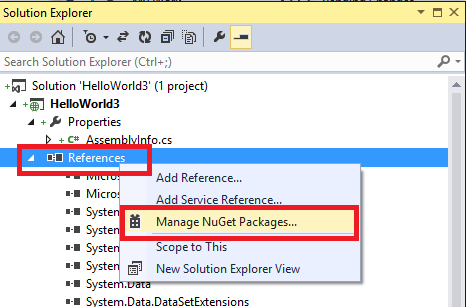 Solution Explorer
Search Solution Explorer (Ctrl+;)
Solution 'HelloWorld3' (1 project)
HelloWorld3
Properties
C# AssemblyInfo.cs
References
Add Reference...
Add Service Reference...
Manage NuGet Packages...
Scope to This
New Solution Explorer View
System.Data
System.Data.DataSetExtensions